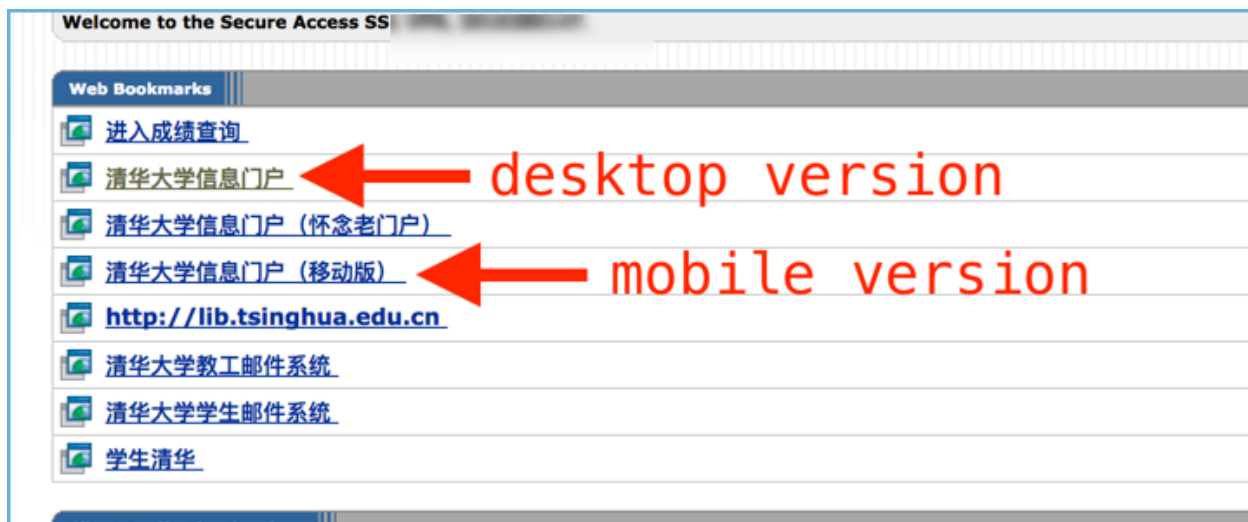 Welcome to the Secure Access SS
Web Bookmarks
进入成绩查询
清华大学信息门户 desktop version
清华大学信息门户（怀念老门户）
清华大学信息门户（移动版） mobile version
http://lib.tsinghua.edu.cn
清华大学教工邮件系统
清华大学学生邮件系统
学生清华